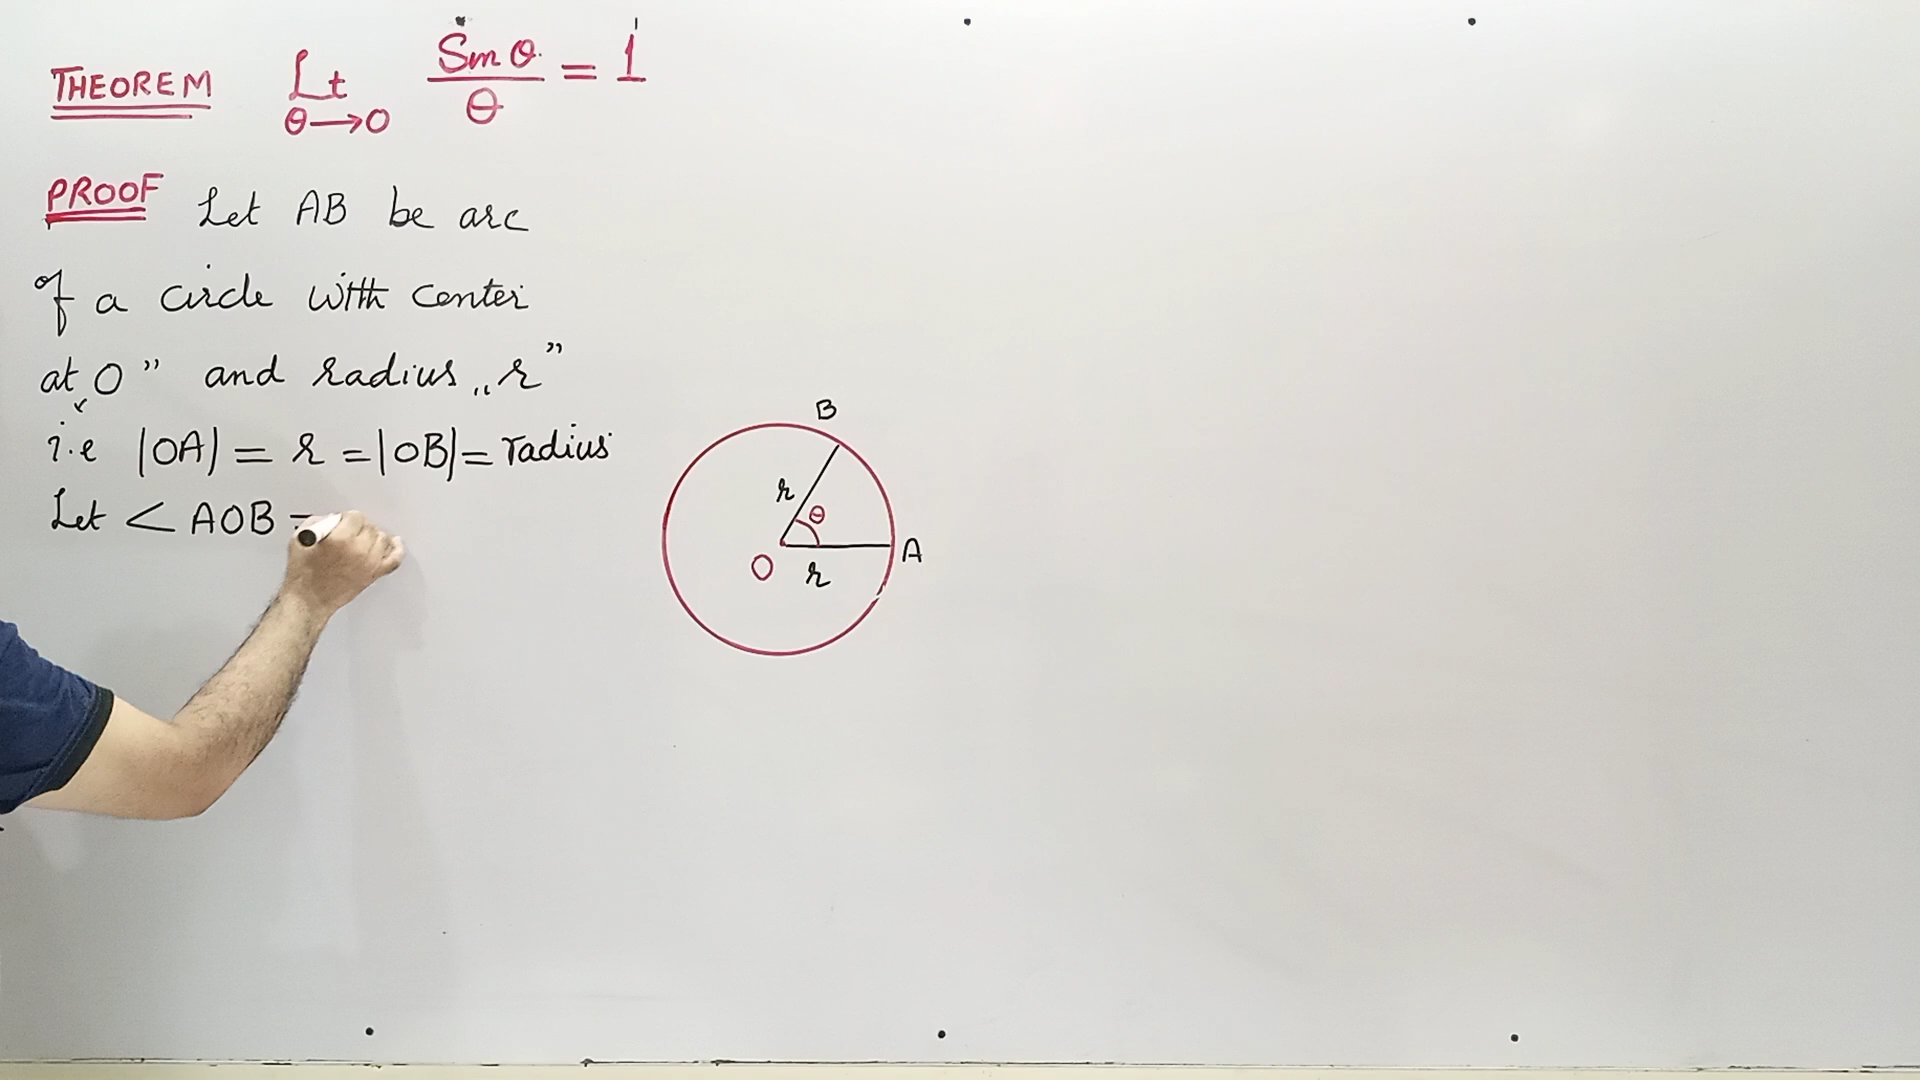 THEOREM Lt θ→0 Sin θ/θ = 1
PROOF Let AB be arc
of a circle with center
at O” and radius „r”
i.e |OA| = r = |OB| = radius
Let < AOB =
B
r θ
O r A